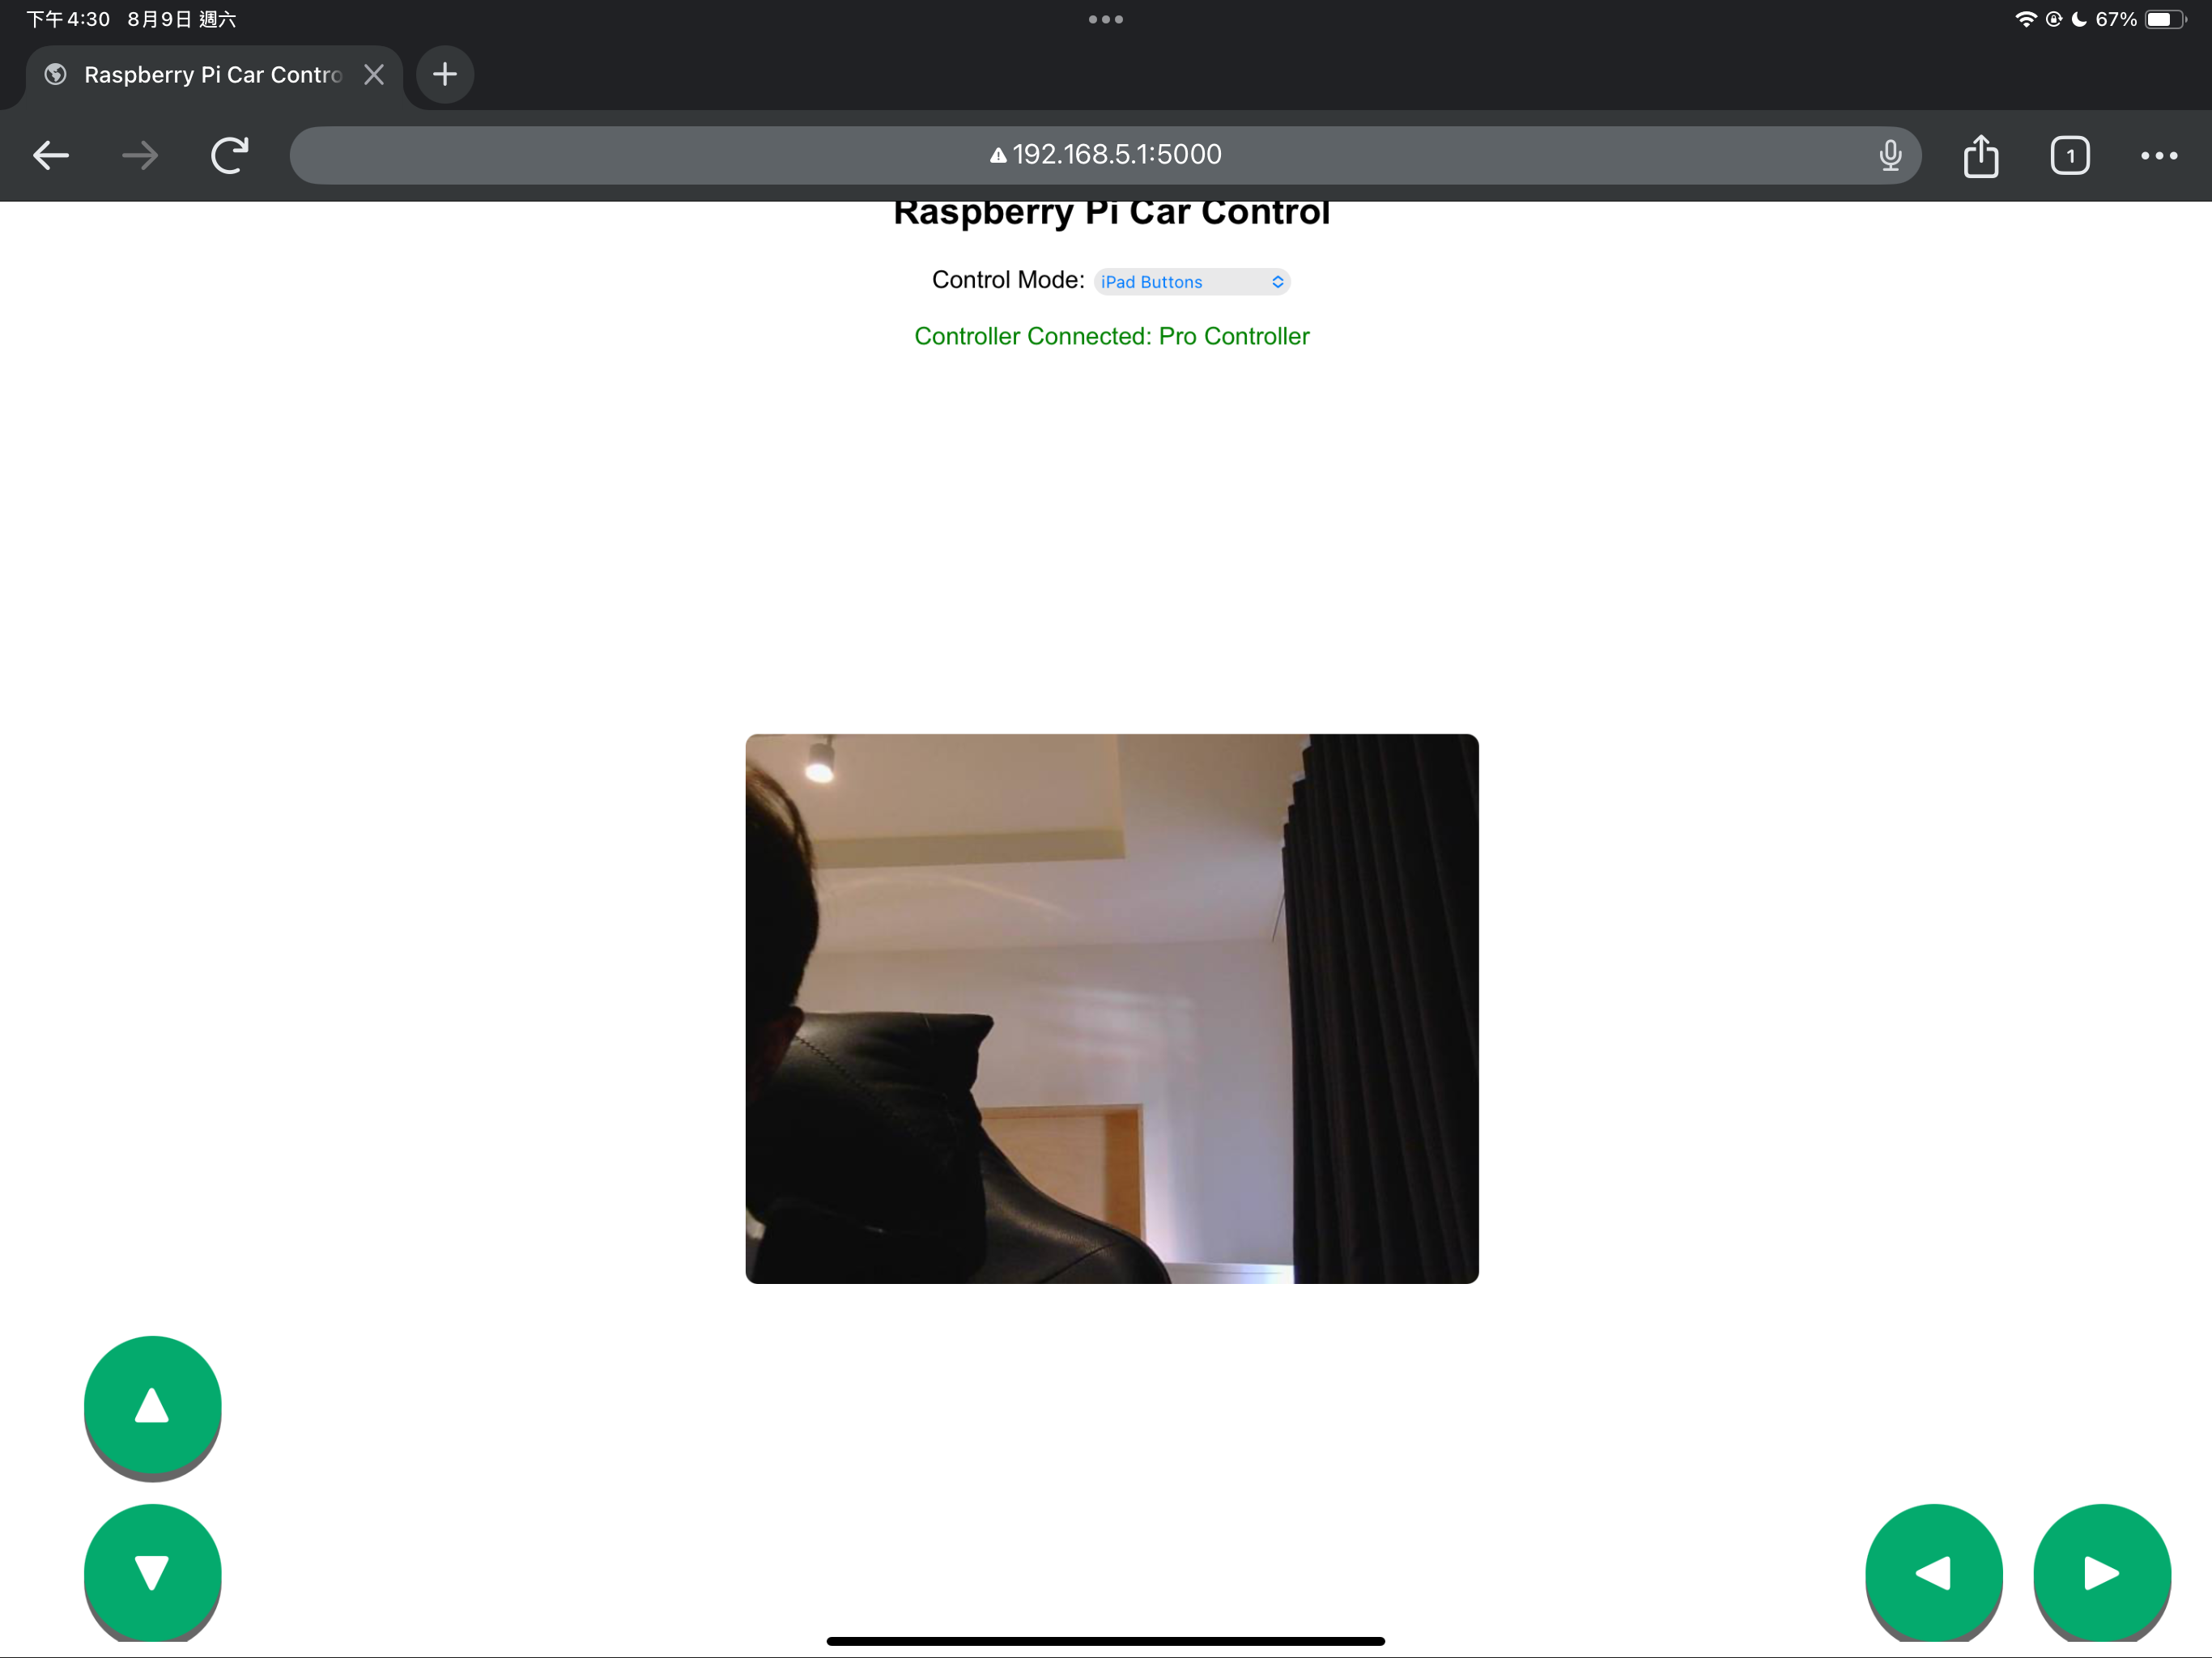 下午4:30 8月9日 週六 67%
Raspberry Pi Car Contro
192.168.5.1:5000
1
Raspberry Pi Car Control
Control Mode: iPad Buttons
Controller Connected: Pro Controller